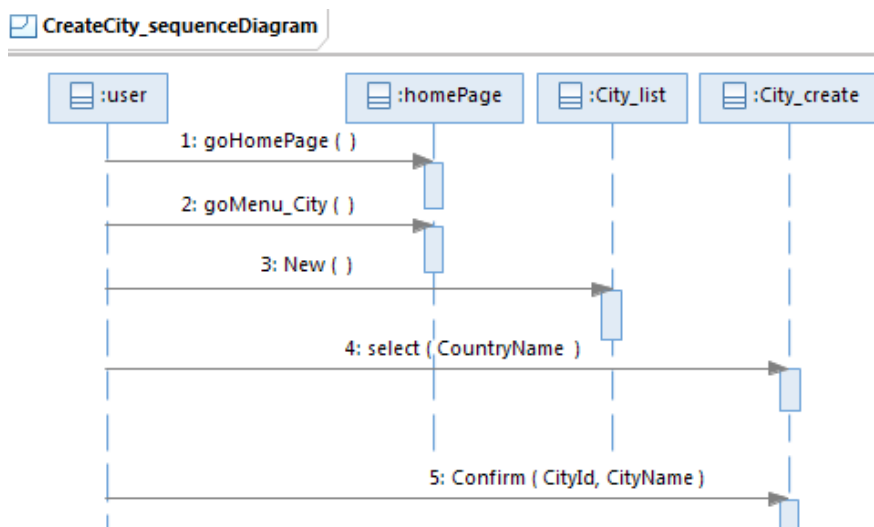 CreateCity_sequenceDiagram
:user
:homePage
:City_list
:City_create
1: goHomePage ( )
2: goMenu_City ( )
3: New ( )
4: select ( CountryName )
5: Confirm ( CityId, CityName )